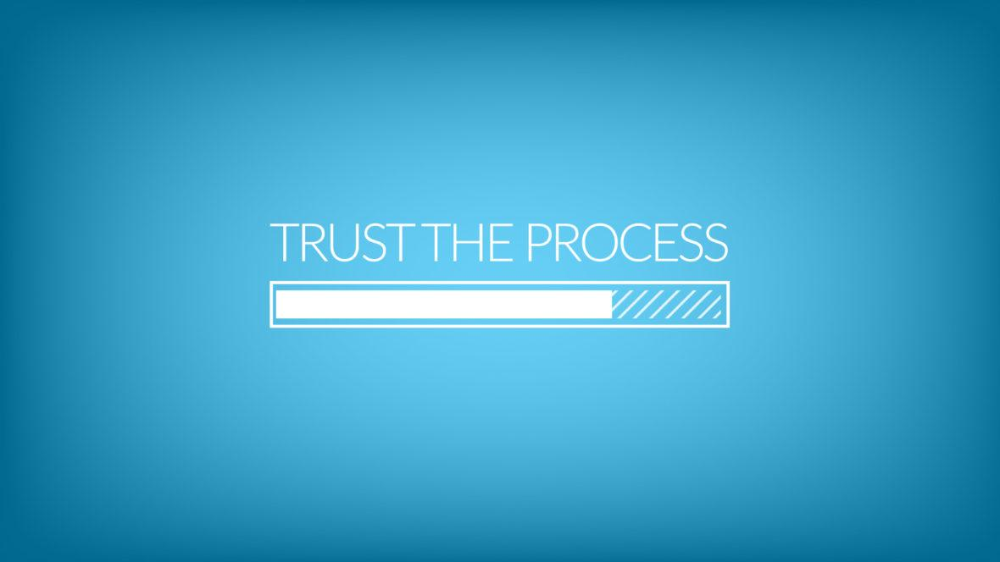 TRUST THE PROCESS